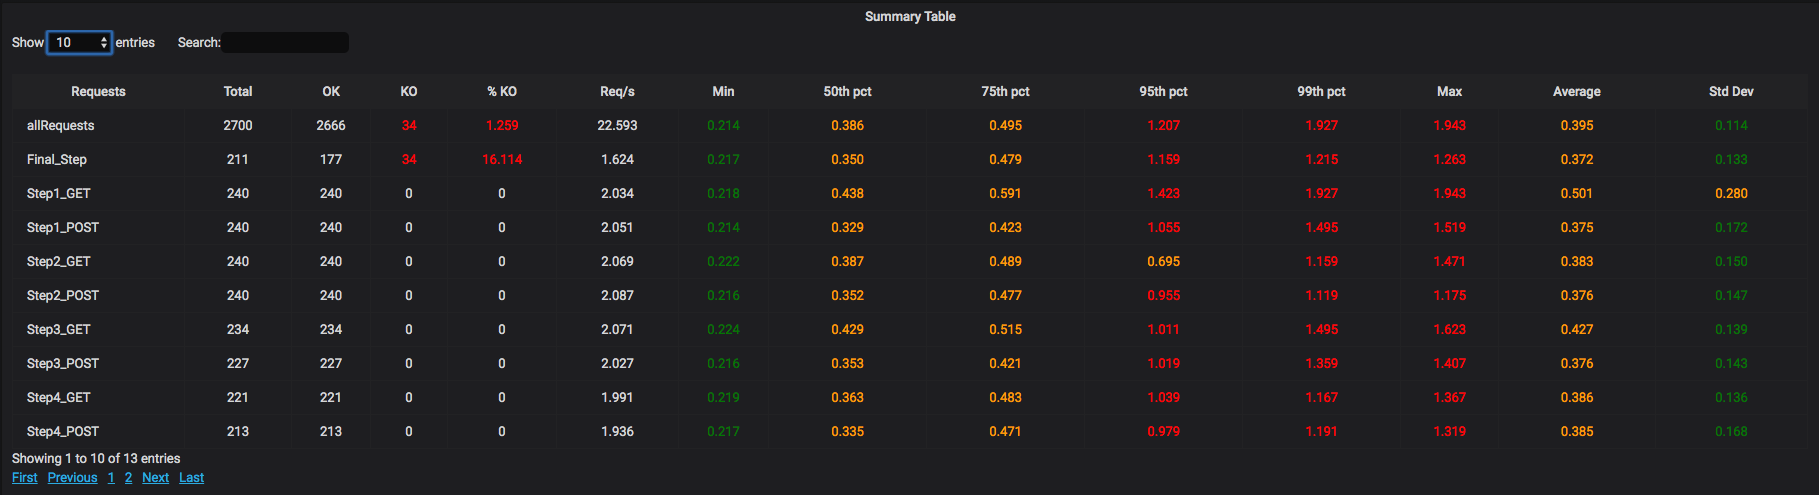 Summary Table
Show 10 entries Search:
Requests Total OK KO % KO Req/s Min 50th pct 75th pct 95th pct 99th pct Max Average Std Dev
allRequests 2700 2666 34 1.259 22.593 0.214 0.386 0.495 1.207 1.927 1.943 0.395 0.114
Final_Step 211 177 34 16.114 1.624 0.217 0.350 0.479 1.159 1.215 1.263 0.372 0.133
Step1_GET 240 240 0 0 2.034 0.218 0.438 0.591 1.423 1.927 1.943 0.501 0.280
Step1_POST 240 240 0 0 2.051 0.214 0.329 0.423 1.055 1.495 1.519 0.375 0.172
Step2_GET 240 240 0 0 2.069 0.222 0.387 0.489 0.695 1.159 1.471 0.383 0.150
Step2_POST 240 240 0 0 2.087 0.216 0.352 0.477 0.955 1.119 1.175 0.376 0.147
Step3_GET 234 234 0 0 2.071 0.224 0.429 0.515 1.011 1.495 1.623 0.427 0.139
Step3_POST 227 227 0 0 2.027 0.216 0.353 0.421 1.019 1.359 1.407 0.376 0.143
Step4_GET 221 221 0 0 1.991 0.219 0.363 0.483 1.039 1.167 1.367 0.386 0.136
Step4_POST 213 213 0 0 1.936 0.217 0.335 0.471 0.979 1.191 1.319 0.385 0.168
Showing 1 to 10 of 13 entries
First Previous 1 2 Next Last